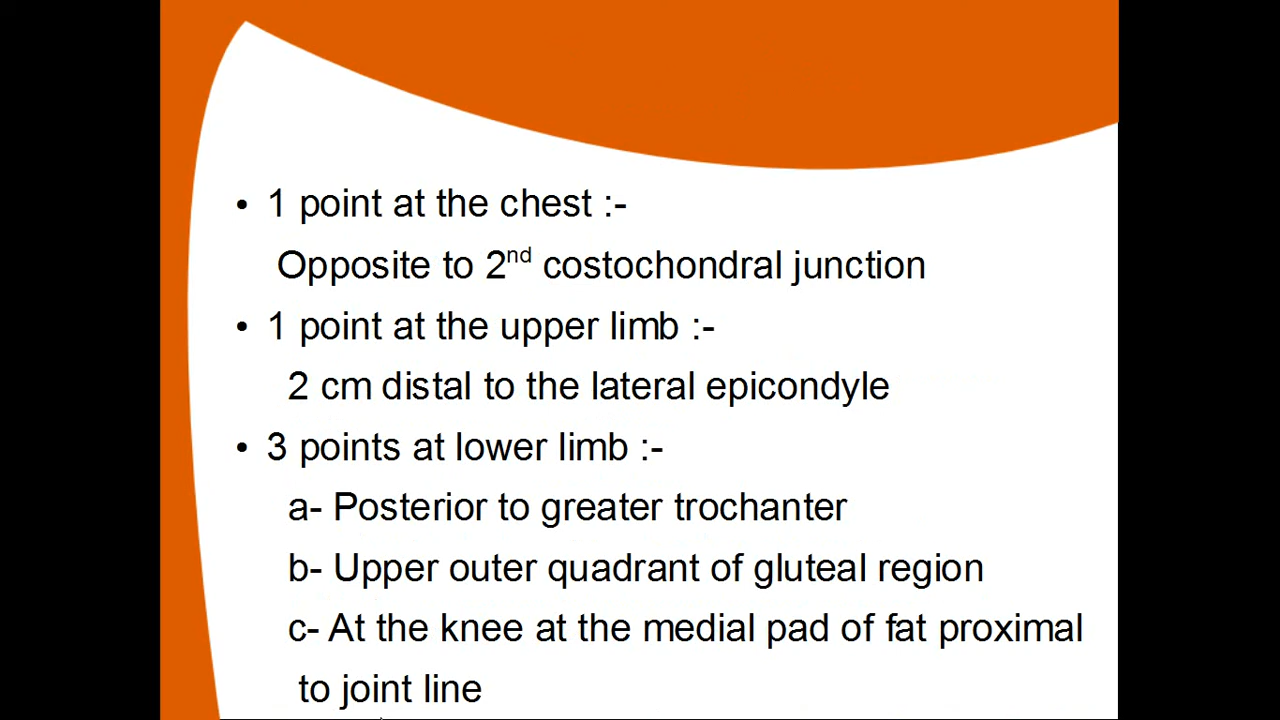 • 1 point at the chest :-
Opposite to 2nd costochondral junction
• 1 point at the upper limb :-
2 cm distal to the lateral epicondyle
• 3 points at lower limb :-
a- Posterior to greater trochanter
b- Upper outer quadrant of gluteal region
c- At the knee at the medial pad of fat proximal
to joint line